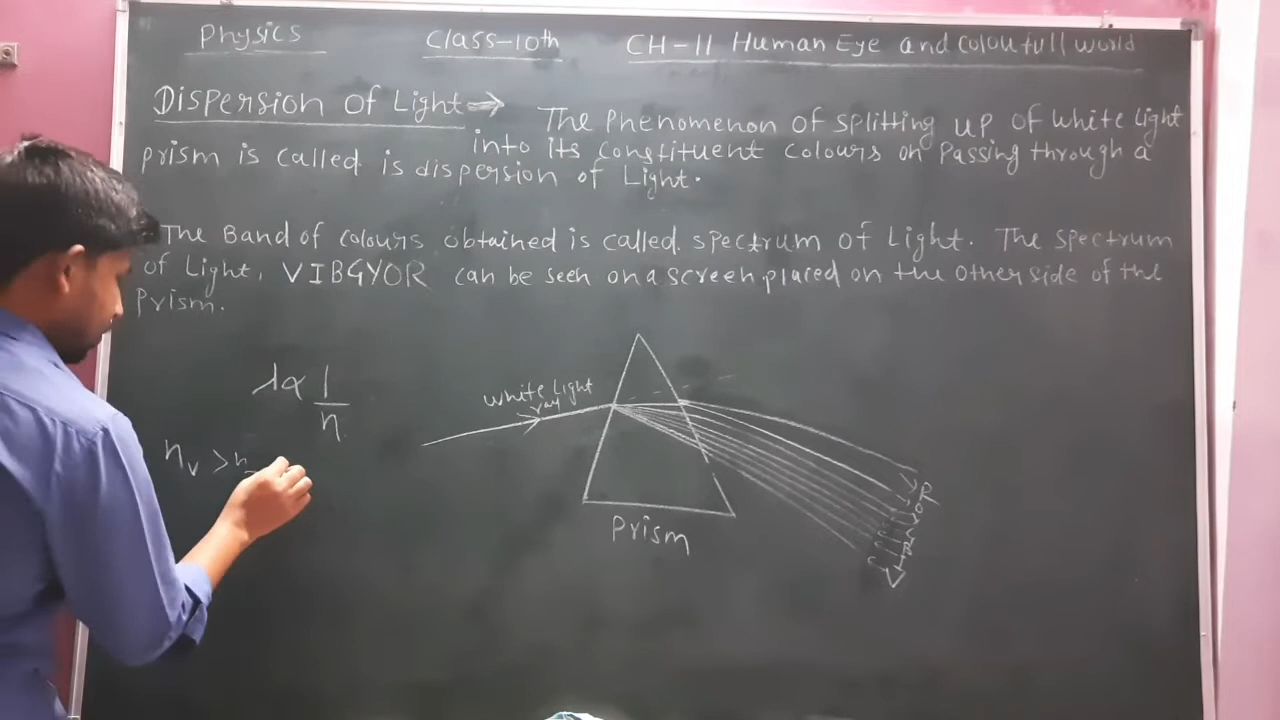 Physics Class-10th CH-11 Human Eye and Colourfull world
Dispersion of Light → The Phenomenon of splitting up of white Light
into its constituent colours on Passing through a
Prism is called is dispersion of Light.
The Band of colours obtained is called spectrum of Light. The spectrum
of Light, VIBGYOR can be seen on a screen placed on the other side of the
Prism.
λ ∝ 1/n
nv > n
white Light
ray
Prism
R
O
Y
G
B
I
V